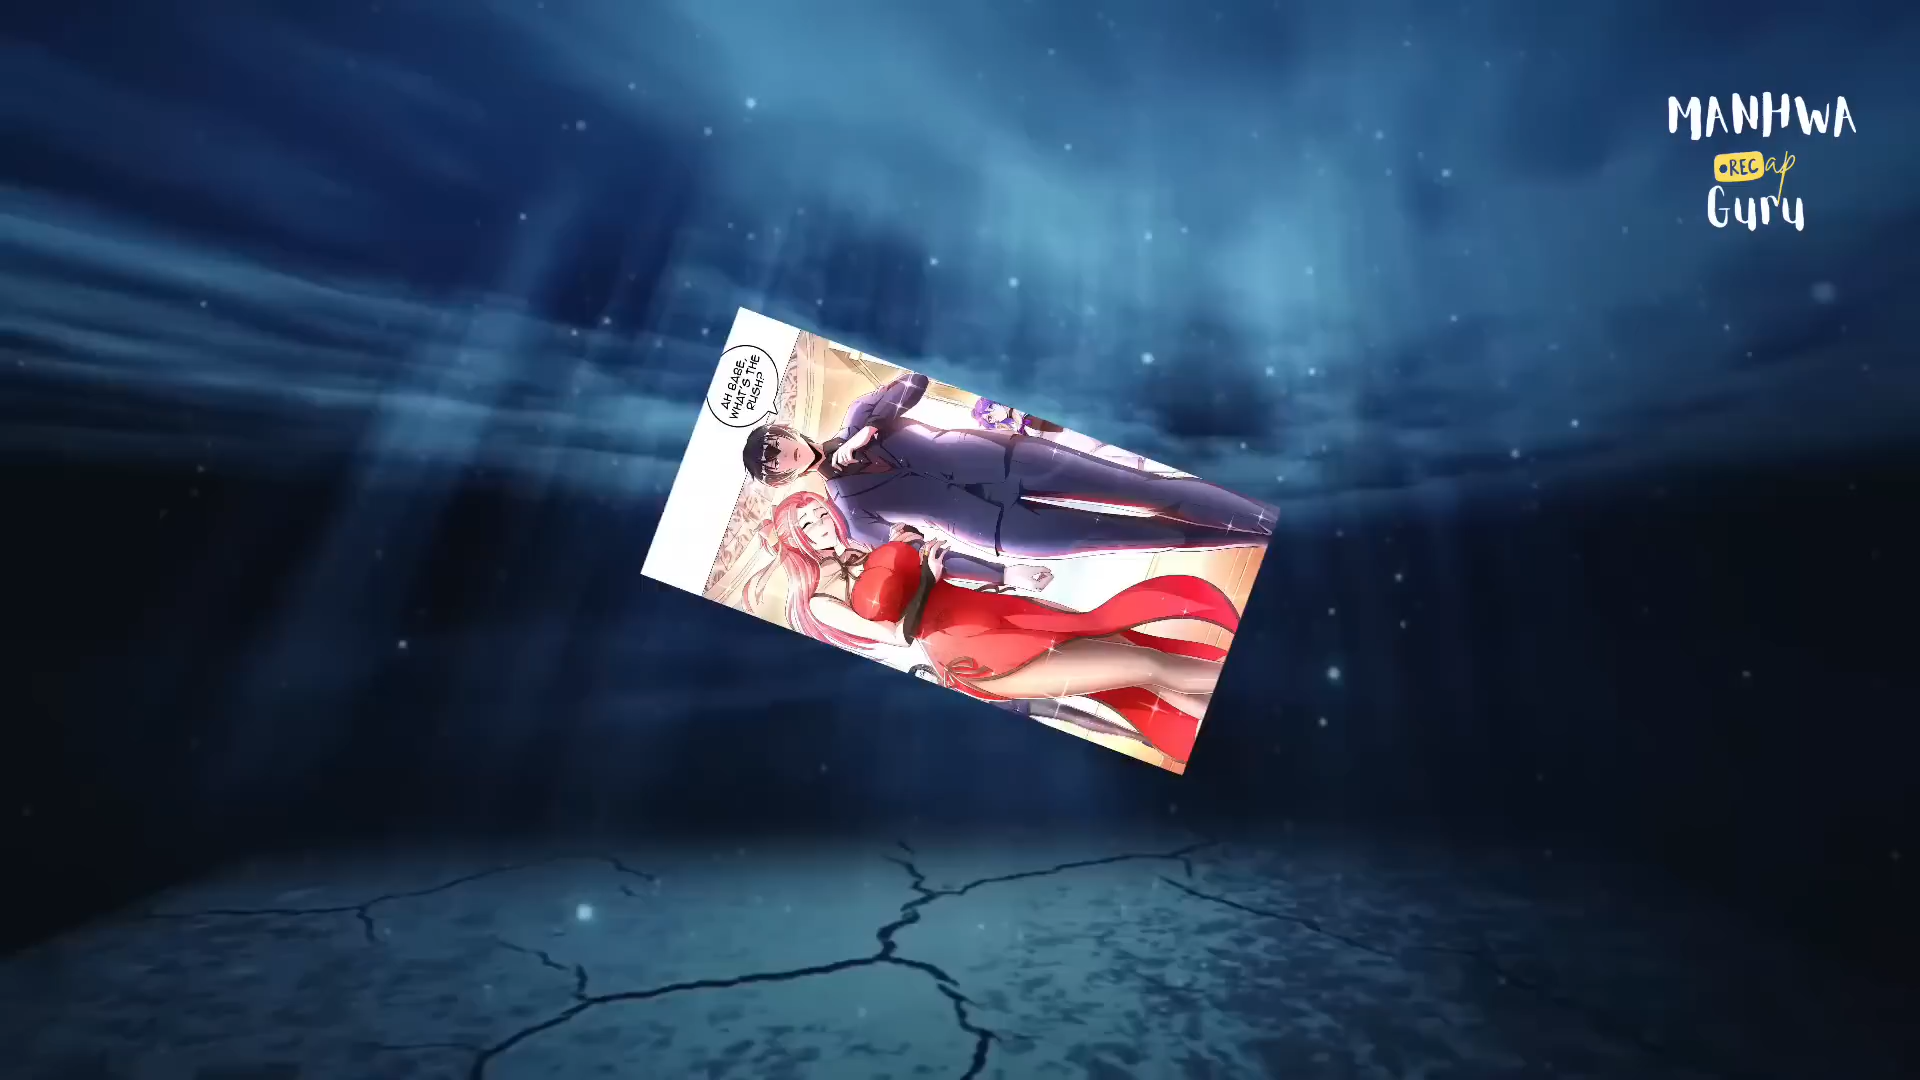 MANHWA
REC ap
Guru
AH BABE,
WHAT'S THE
RUSH?